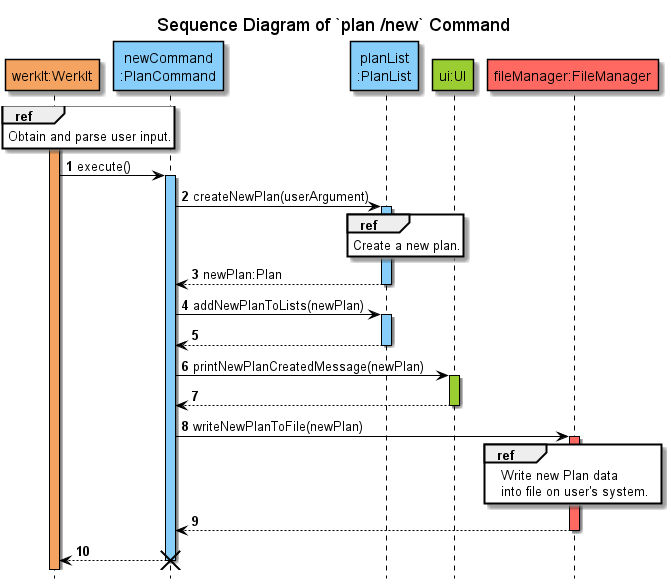 Sequence Diagram of `plan /new` Command
werkIt:WerkIt
newCommand
:PlanCommand
planList
:PlanList
ui:UI
fileManager:FileManager
ref
Obtain and parse user input.
1 execute()
2 createNewPlan(userArgument)
ref
Create a new plan.
3 newPlan:Plan
4 addNewPlanToLists(newPlan)
5
6 printNewPlanCreatedMessage(newPlan)
7
8 writeNewPlanToFile(newPlan)
ref
Write new Plan data
into file on user's system.
9
10